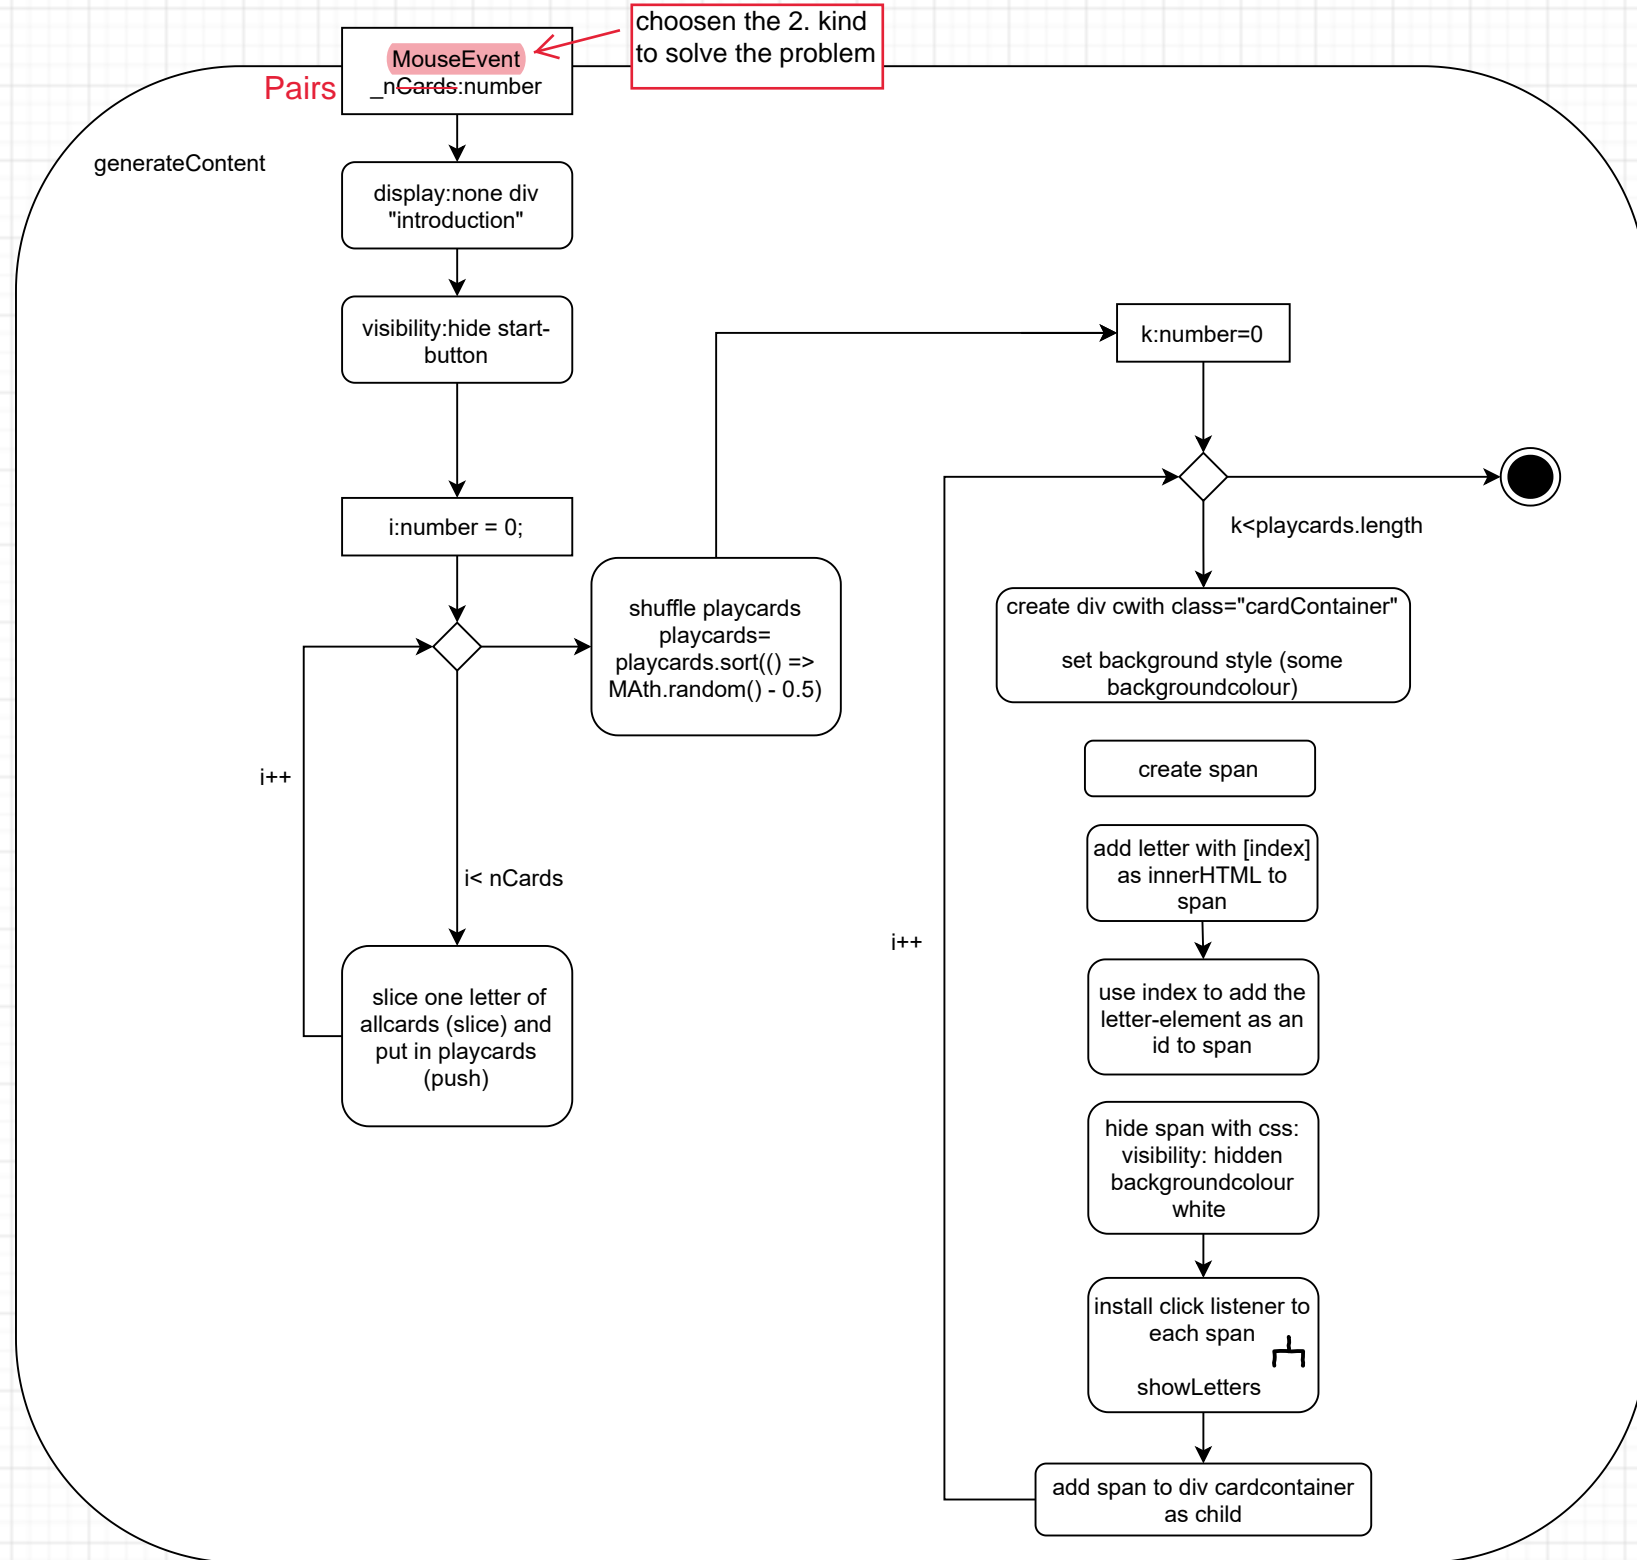 choosen the 2. kind
to solve the problem
MouseEvent
Pairs
_nCards:number
generateContent
display:none div
"introduction"
visibility:hide start-
button
i:number = 0;
i++
i< nCards
slice one letter of
allcards (slice) and
put in playcards
(push)
shuffle playcards
playcards=
playcards.sort(() =>
MAth.random() - 0.5)
k:number=0
k<playcards.length
create div cwith class="cardContainer"
set background style (some
backgroundcolour)
create span
add letter with [index]
as innerHTML to
span
i++
use index to add the
letter-element as an
id to span
hide span with css:
visibility: hidden
backgroundcolour
white
install click listener to
each span
showLetters
add span to div cardcontainer
as child